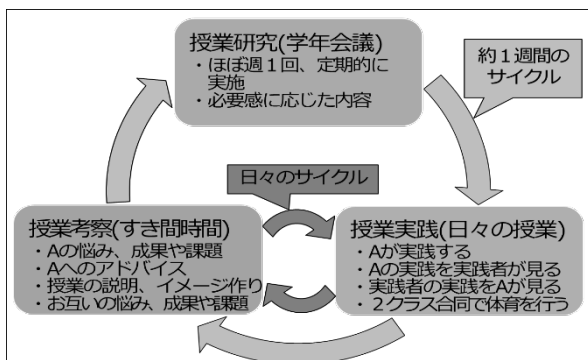 授業研究(学年会議)
・ほぼ週１回、定期的に
実施
・必要感に応じた内容
約１週間の
サイクル
日々のサイクル
授業考察(すき間時間)
・Aの悩み、成果や課題
・Aへのアドバイス
・授業の説明、イメージ作り
・お互いの悩み、成果や課題
授業実践(日々の授業)
・Aが実践する
・Aの実践を実践者が見る
・実践者の実践をAが見る
・２クラス合同で体育を行う